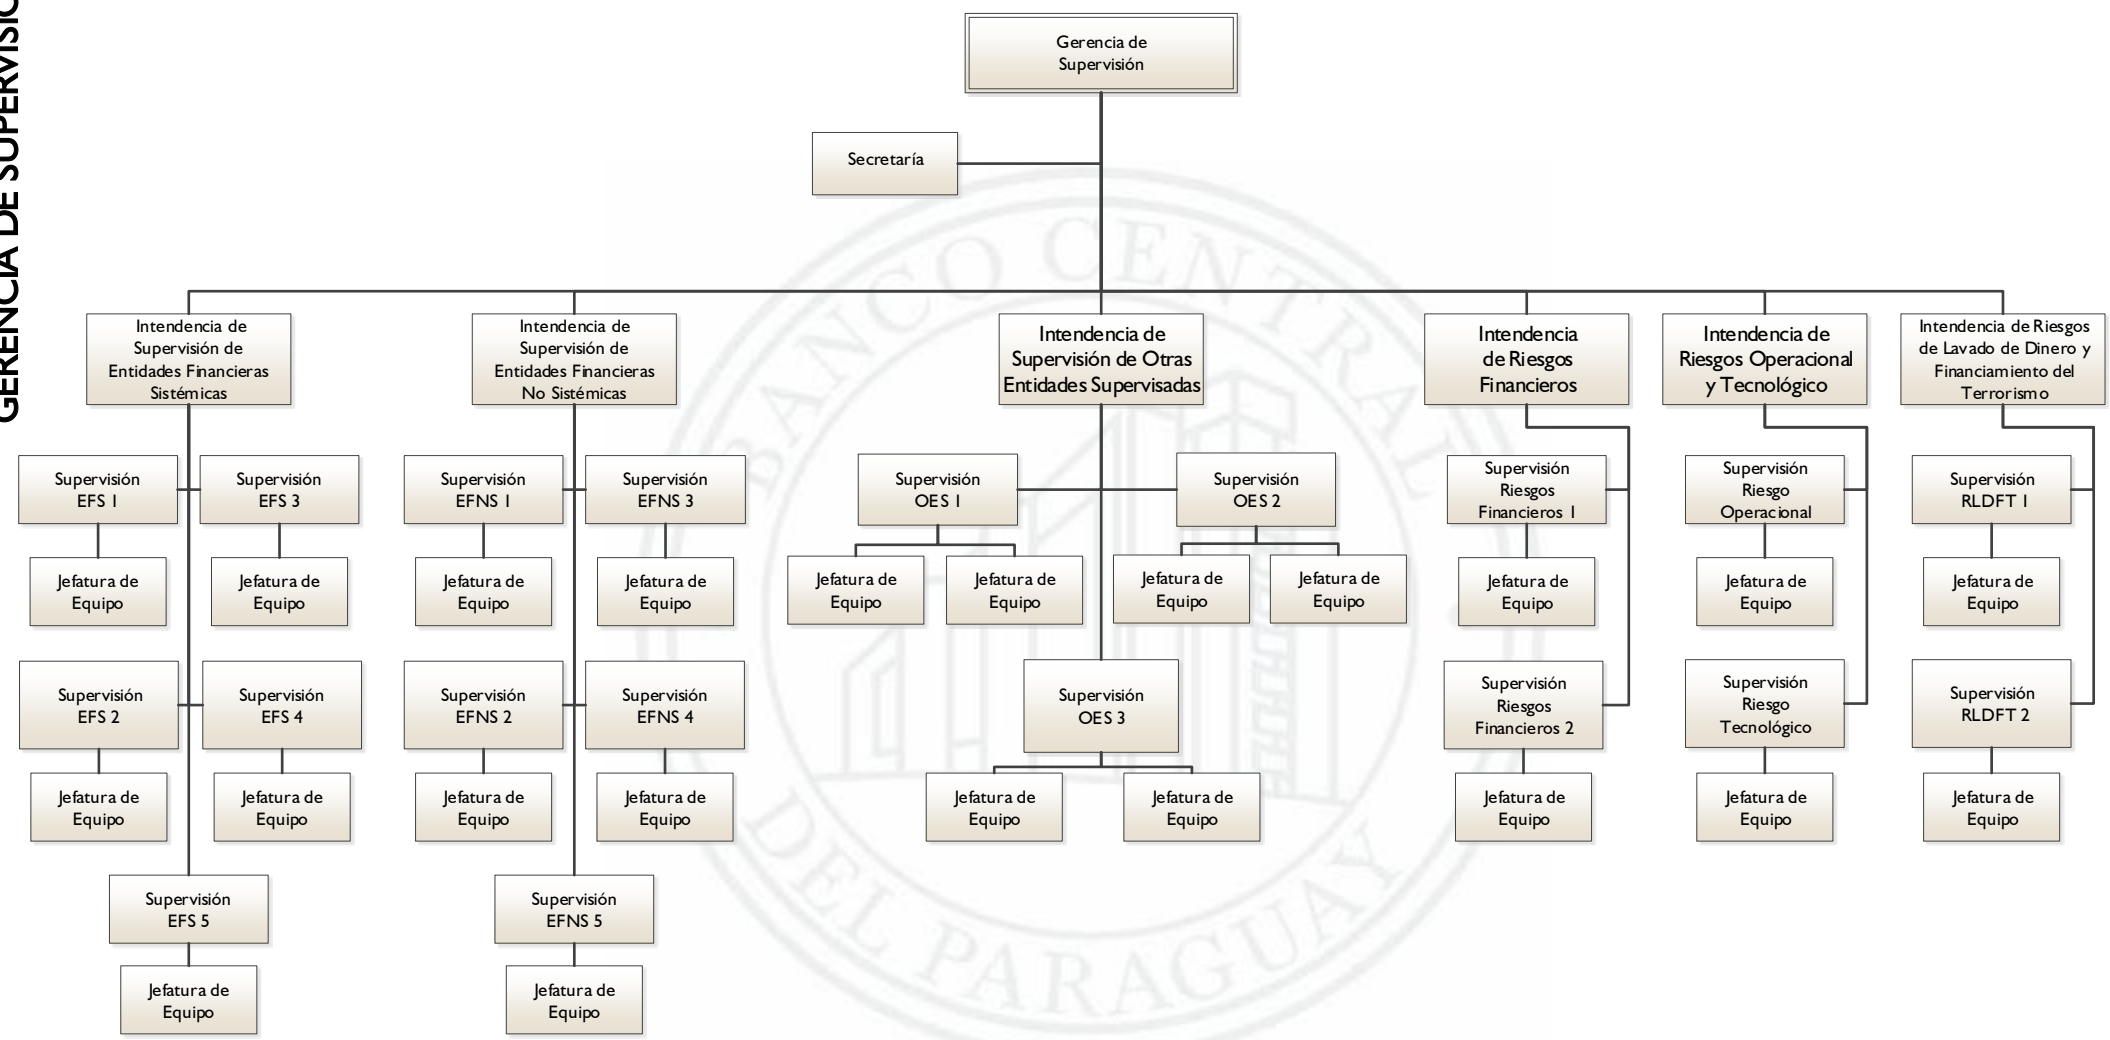 GERENCIA DE SUPERVISIÓ
Gerencia de
Supervisión
Secretaría
Intendencia de
Supervisión de
Entidades Financieras
Sistémicas
Intendencia de
Supervisión de
Entidades Financieras
No Sistémicas
Intendencia de
Supervisión de Otras
Entidades Supervisadas
Intendencia
de Riesgos
Financieros
Intendencia de
Riesgos Operacional
y Tecnológico
Intendencia de Riesgos
de Lavado de Dinero y
Financiamiento del
Terrorismo
Supervisión
EFS 1
Supervisión
EFS 3
Supervisión
EFNS 1
Supervisión
EFNS 3
Supervisión
OES 1
Supervisión
OES 2
Supervisión
Riesgos
Financieros 1
Supervisión
Riesgo
Operacional
Supervisión
RLDFT 1
Jefatura de
Equipo
Jefatura de
Equipo
Jefatura de
Equipo
Jefatura de
Equipo
Jefatura de
Equipo
Jefatura de
Equipo
Jefatura de
Equipo
Jefatura de
Equipo
Jefatura de
Equipo
Jefatura de
Equipo
Jefatura de
Equipo
Supervisión
EFS 2
Supervisión
EFS 4
Supervisión
EFNS 2
Supervisión
EFNS 4
Supervisión
OES 3
Supervisión
Riesgos
Financieros 2
Supervisión
Riesgo
Tecnológico
Supervisión
RLDFT 2
Jefatura de
Equipo
Jefatura de
Equipo
Jefatura de
Equipo
Jefatura de
Equipo
Jefatura de
Equipo
Jefatura de
Equipo
Jefatura de
Equipo
Jefatura de
Equipo
Jefatura de
Equipo
Supervisión
EFS 5
Supervisión
EFNS 5
Jefatura de
Equipo
Jefatura de
Equipo
BANCO CENTRAL
DEL PARAGUAY